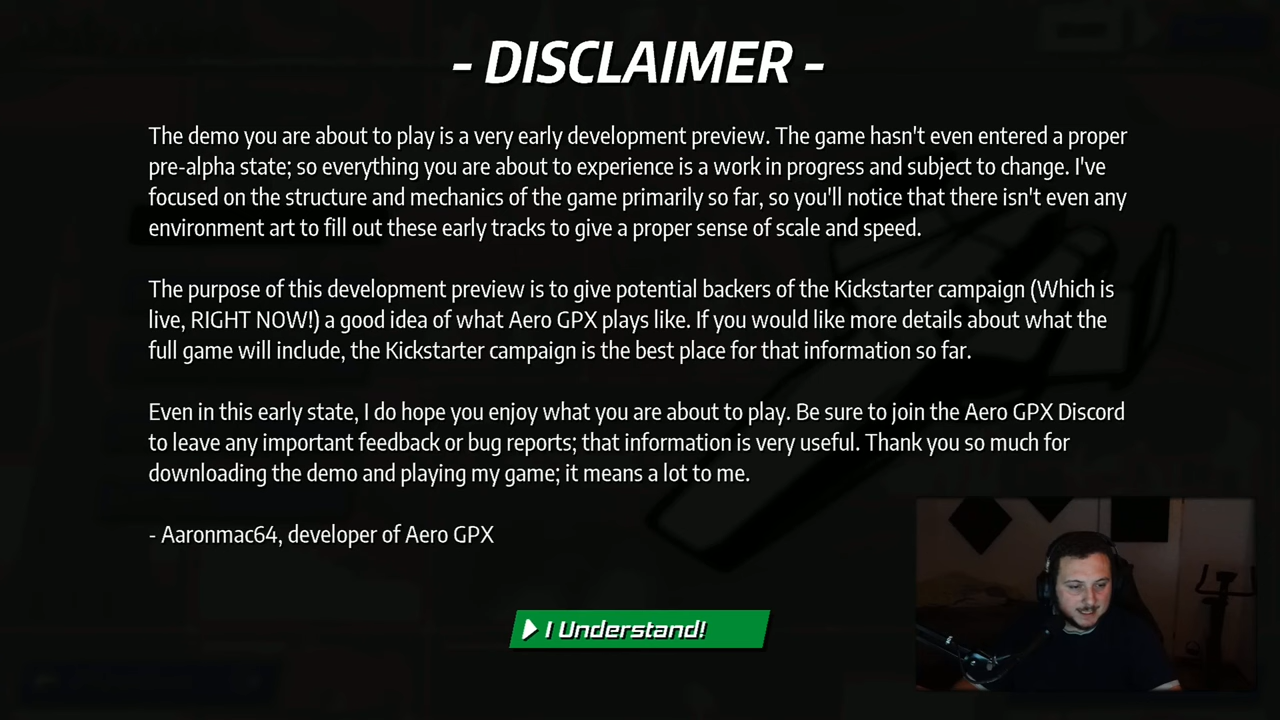 - DISCLAIMER -
The demo you are about to play is a very early development preview. The game hasn't even entered a proper
pre-alpha state; so everything you are about to experience is a work in progress and subject to change. I've
focused on the structure and mechanics of the game primarily so far, so you'll notice that there isn't even any
environment art to fill out these early tracks to give a proper sense of scale and speed.
The purpose of this development preview is to give potential backers of the Kickstarter campaign (Which is
live, RIGHT NOW!) a good idea of what Aero GPX plays like. If you would like more details about what the
full game will include, the Kickstarter campaign is the best place for that information so far.
Even in this early state, I do hope you enjoy what you are about to play. Be sure to join the Aero GPX Discord
to leave any important feedback or bug reports; that information is very useful. Thank you so much for
downloading the demo and playing my game; it means a lot to me.
- Aaronmac64, developer of Aero GPX
I Understand!